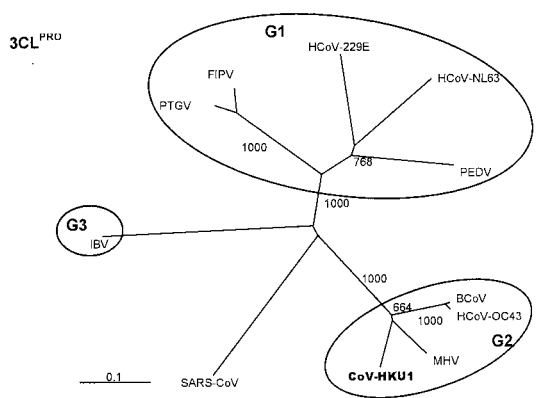 3CL^PRO
G1
HCoV-229E
FIPV
HCoV-NL63
PTGV
1000
768
PEDV
1000
G3
IBV
1000
664
BCoV
1000
HCoV-OC43
G2
MHV
CoV-HKU1
0.1
SARS-CoV